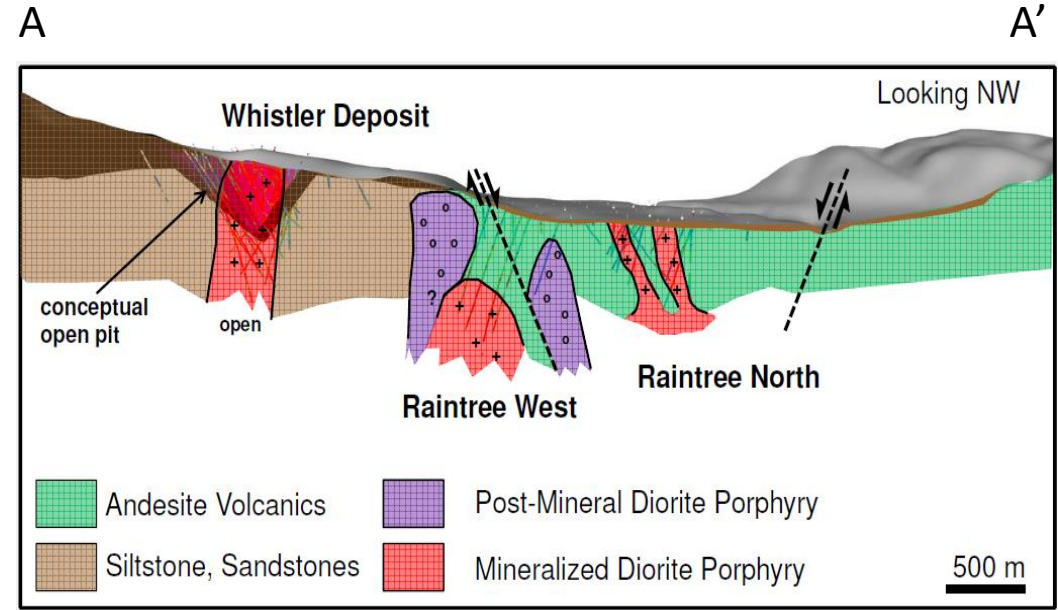 A A’
Looking NW
Whistler Deposit
conceptual
open pit
open
?
Raintree North
Raintree West
Andesite Volcanics
Post-Mineral Diorite Porphyry
Siltstone, Sandstones
Mineralized Diorite Porphyry
500 m